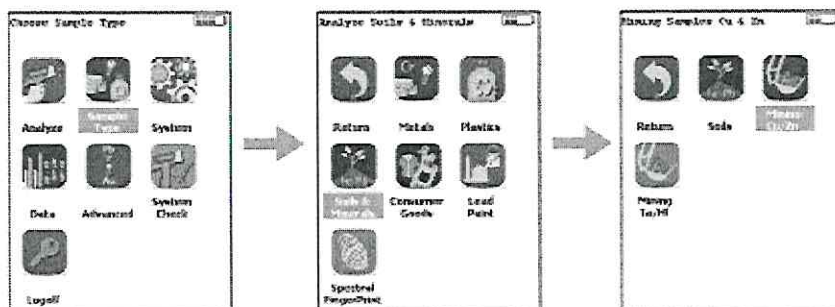 Choose Sample Type
Analyze
Sample Type
System
Data
Advanced
System Check
Logoff
Analyze Soils & Minerals
Return
Metals
Plastics
Soils & Minerals
Consumer Goods
Lead Paint
Spectral FingerPrint
Mining Samples Cu & Zn
Return
Soils
Mining Cu/Zn
Mining Ta/Hf